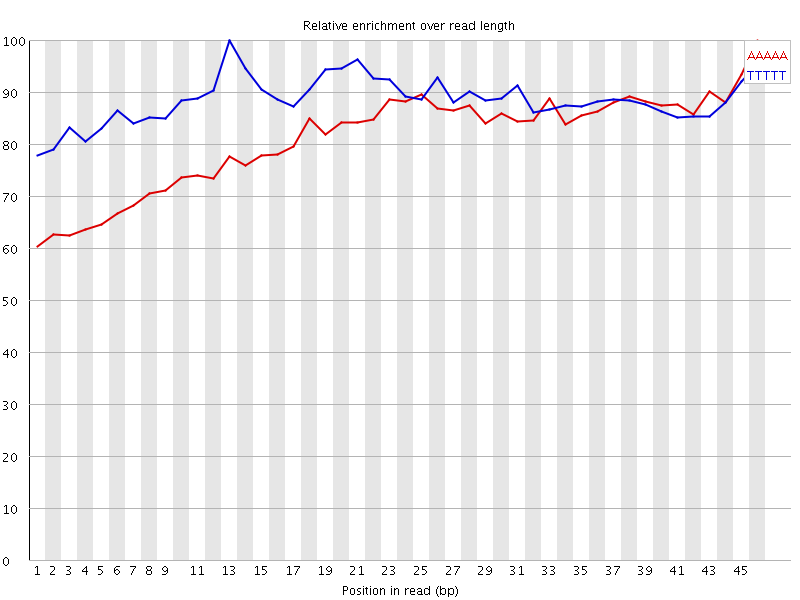 Relative enrichment over read length
100
90
80
70
60
50
40
30
20
10
0
AAAAA
TTTTT
1 2 3 4 5 6 7 8 9 11 13 15 17 19 21 23 25 27 29 31 33 35 37 39 41 43 45
Position in read (bp)